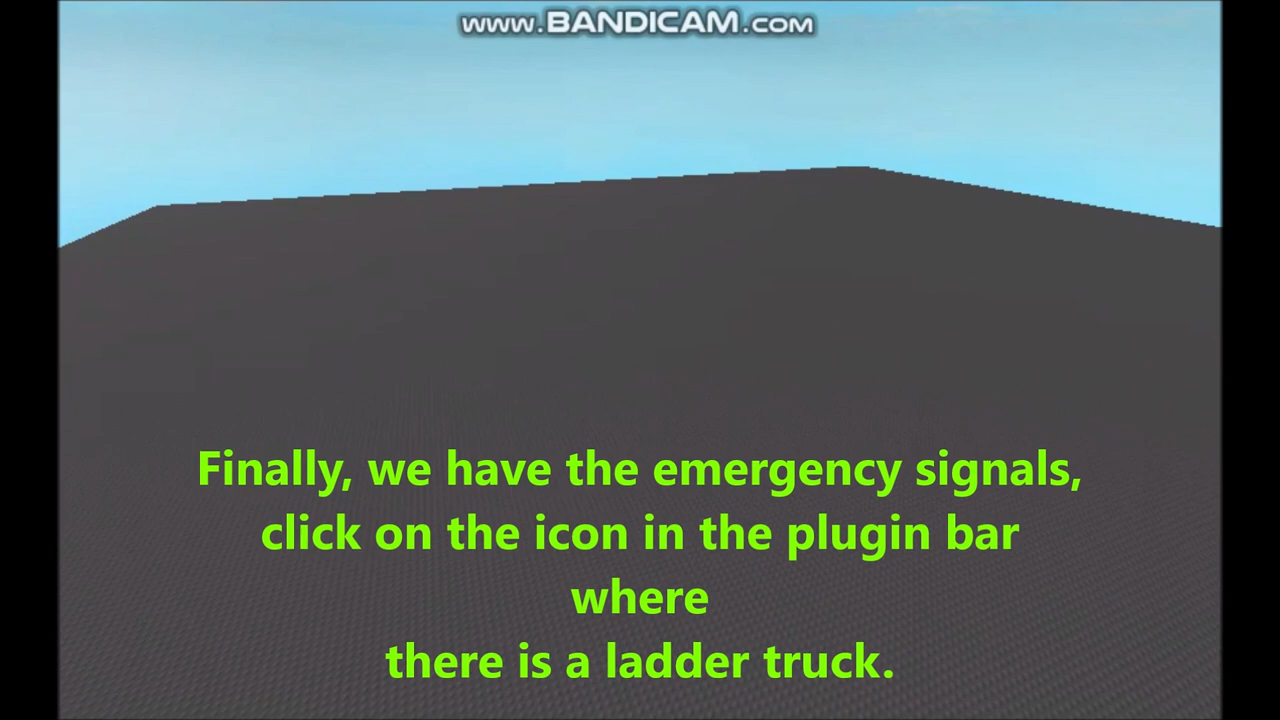 www.BANDICAM.com
Finally, we have the emergency signals,
click on the icon in the plugin bar
where
there is a ladder truck.